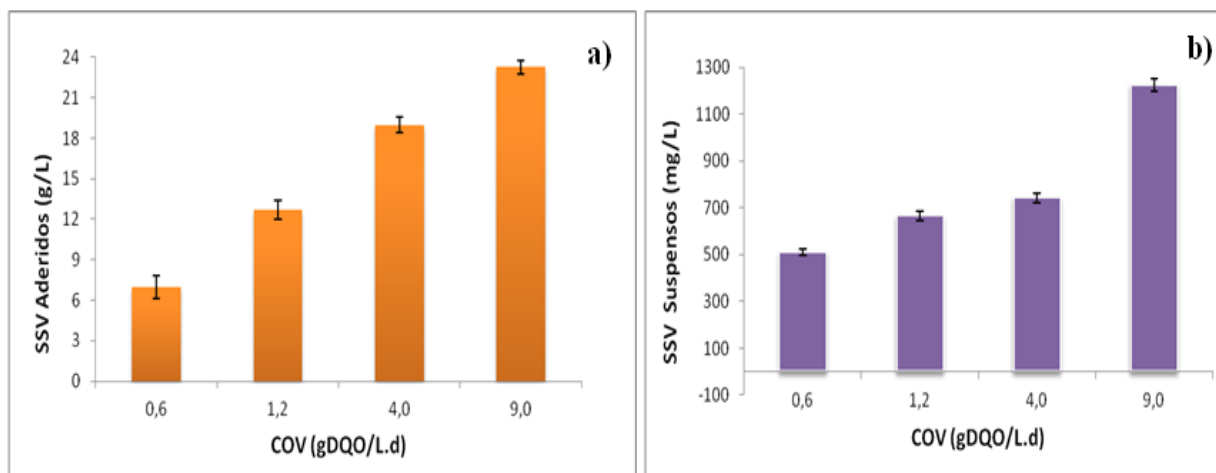 a)
SSV Aderidos (g/L)
24
21
18
15
12
9
6
3
0
0,6 1,2 4,0 9,0
COV (gDQO/L.d)
b)
SSV Suspensos (mg/L)
1300
1100
900
700
500
300
100
-100
0,6 1,2 4,0 9,0
COV (gDQO/L.d)